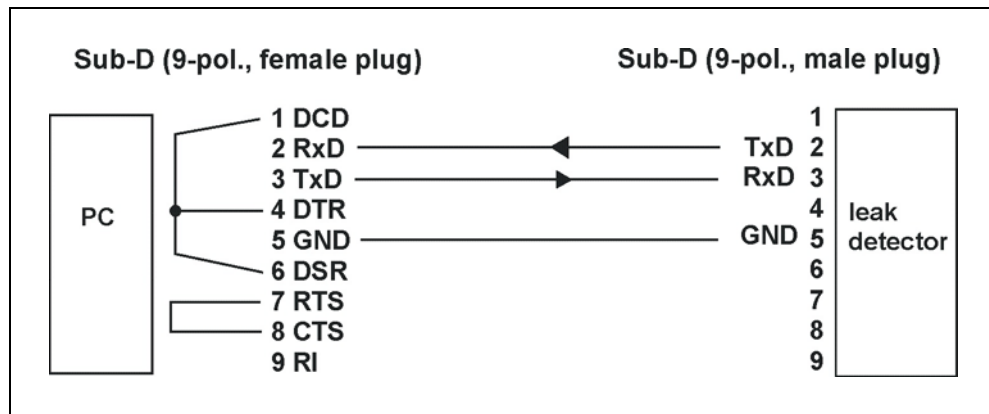 Sub-D (9-pol., female plug)
Sub-D (9-pol., male plug)
PC
1 DCD
2 RxD
3 TxD
4 DTR
5 GND
6 DSR
7 RTS
8 CTS
9 RI
1
TxD 2
RxD 3
4
GND 5
6
7
8
9
leak
detector